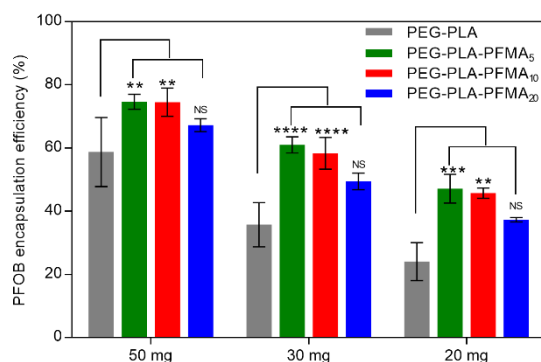 PFOB encapsulation efficiency (%)
100
80
60
40
20
0
PEG-PLA
PEG-PLA-PFMA5
PEG-PLA-PFMA10
PEG-PLA-PFMA20
** ** NS
**** **** NS
*** ** NS
50 mg 30 mg 20 mg